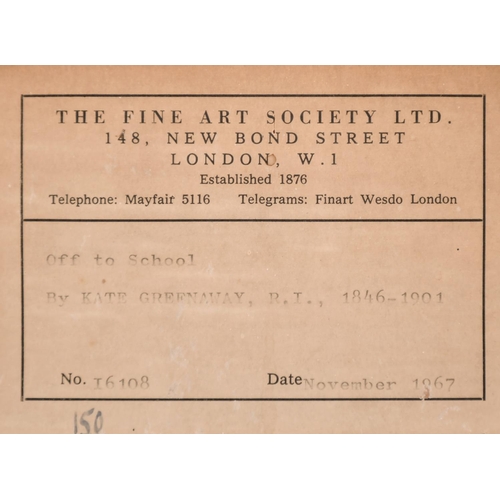 THE FINE ART SOCIETY LTD.
148, NEW BOND STREET
LONDON, W.1
Established 1876
Telephone: Mayfair 5116 Telegrams: Finart Wesdo London
Off to School
By KATE GREENAWAY, R.I., 1846-1901
No. I6108 Date November 1967
150